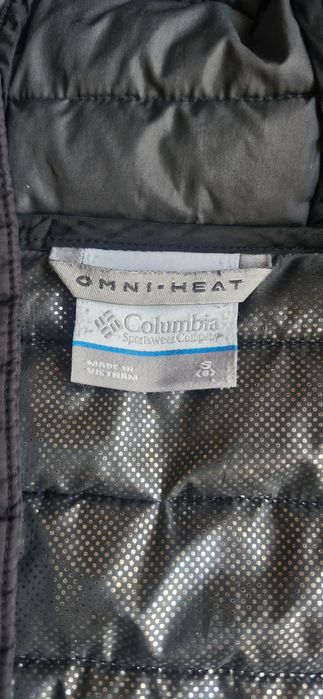 OMNI-HEAT
Columbia
Sportswear Company
MADE IN
VIETNAM
S
(S)